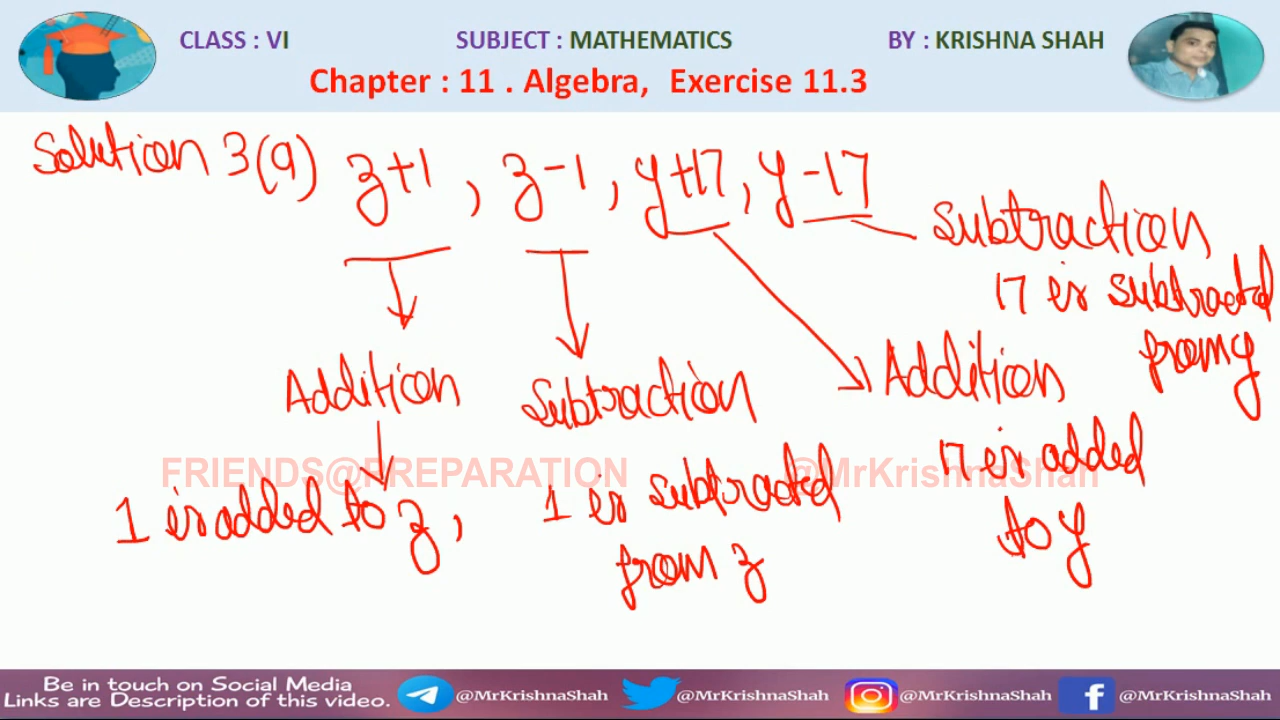 CLASS : VI SUBJECT : MATHEMATICS BY : KRISHNA SHAH
Chapter : 11 . Algebra, Exercise 11.3
Solution 3(a) z+1, z-1, y+17, y-17
Subtraction,
17 is subtracted
from y
Addition
Subtraction
Addition,
FRIENDS@PREPARATION @MrKrishnaShah
1 is added to z,
1 is subtracted
from z
17 is added
to y
Be in touch on Social Media
Links are Description of this video.
@MrKrishnaShah @MrKrishnaShah @MrKrishnaShah @MrKrishnaShah